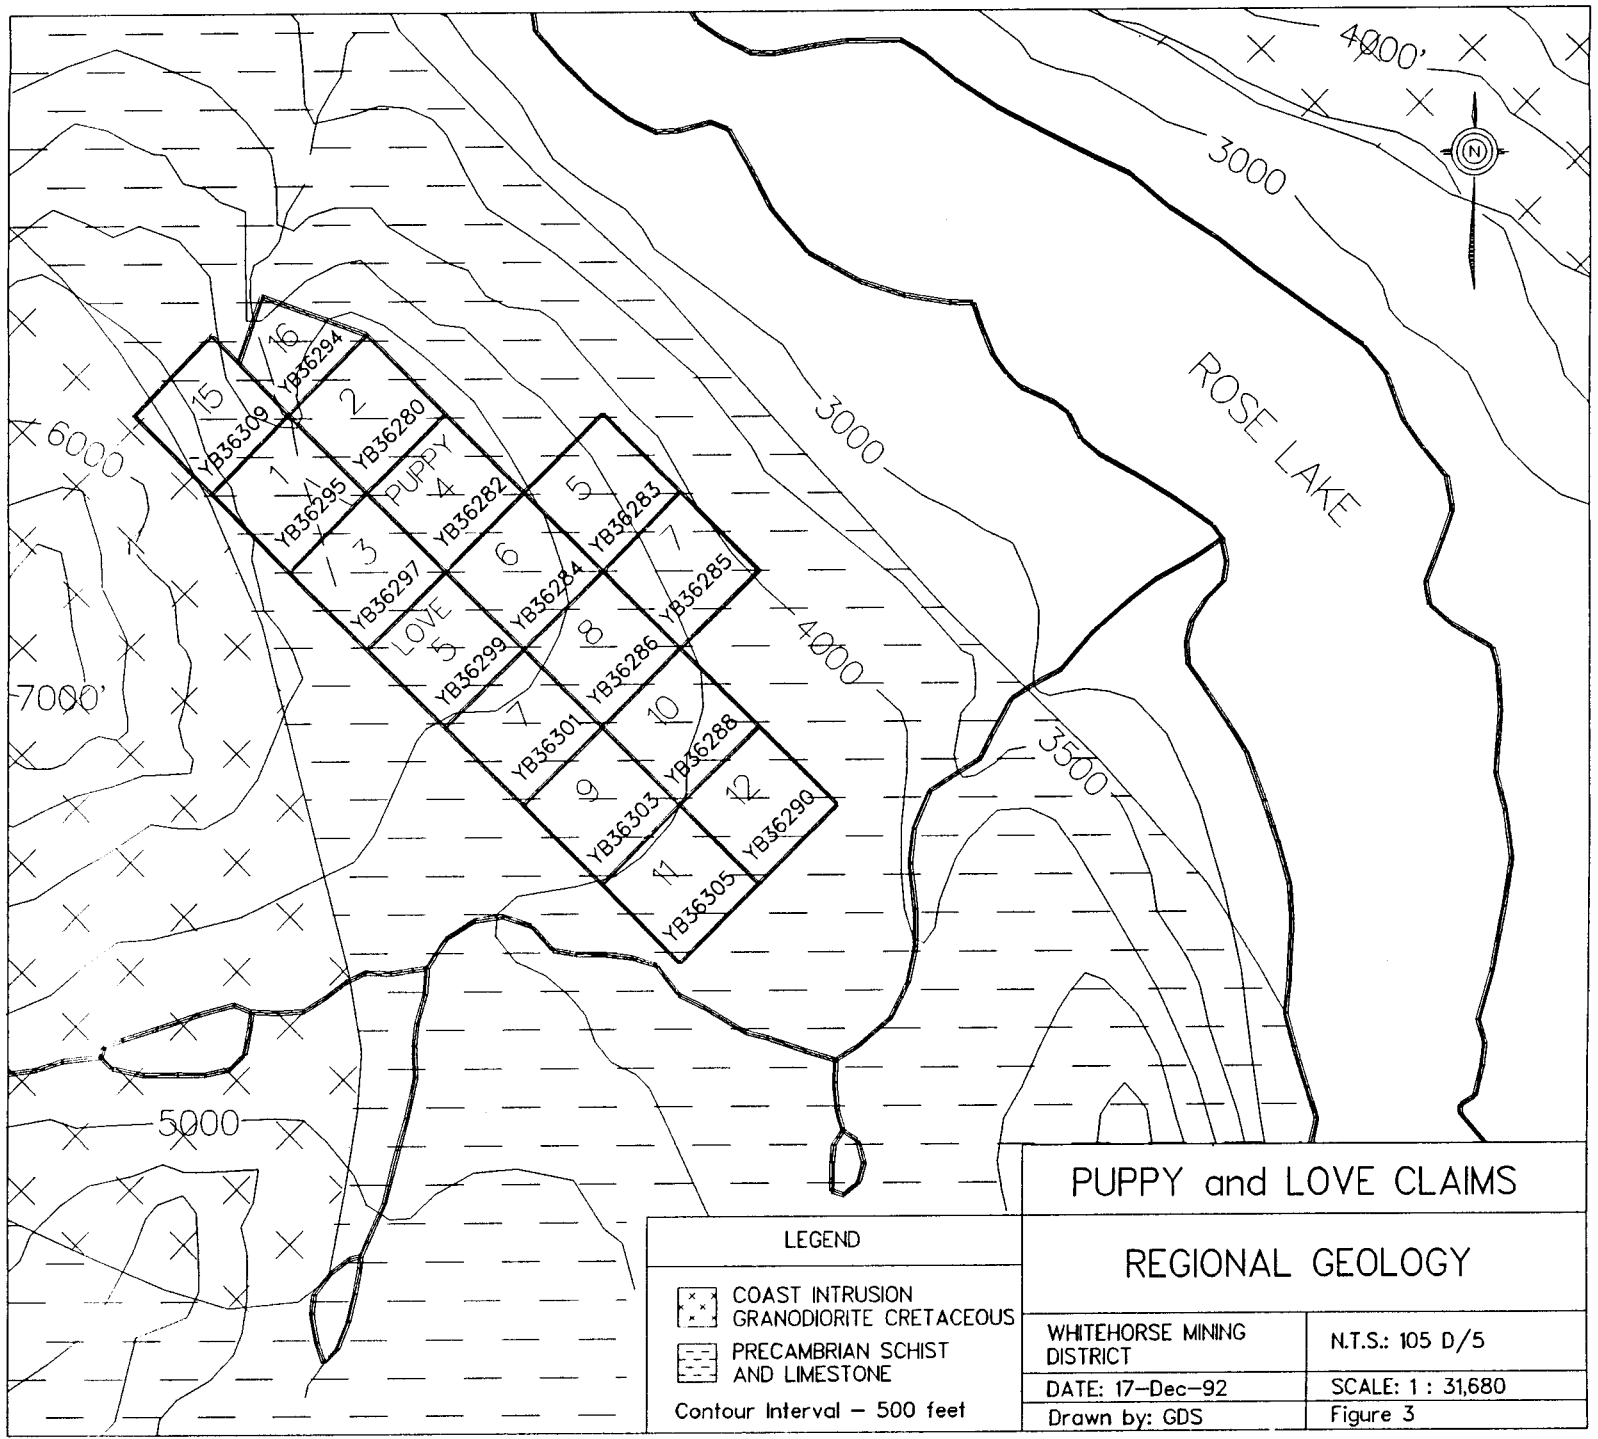 4000'
3000
N
ROSE LAKE
16
YB36294
15
YB36309
2
YB36280
6000
1
YB36295
PUPPY
4
YB36282
3000
5
YB36283
3
YB36297
6
YB36284
7
YB36285
LOVE
5
YB36299
8
YB36286
4000
7000'
7
YB36301
10
YB36288
3500
9
YB36303
12
YB36290
11
YB36305
5000
PUPPY and LOVE CLAIMS
REGIONAL GEOLOGY
WHITEHORSE MINING
DISTRICT
N.T.S.: 105 D/5
DATE: 17-Dec-92
SCALE: 1 : 31,680
Drawn by: GDS
Figure 3
LEGEND
COAST INTRUSION
GRANODIORITE CRETACEOUS
PRECAMBRIAN SCHIST
AND LIMESTONE
Contour Interval - 500 feet